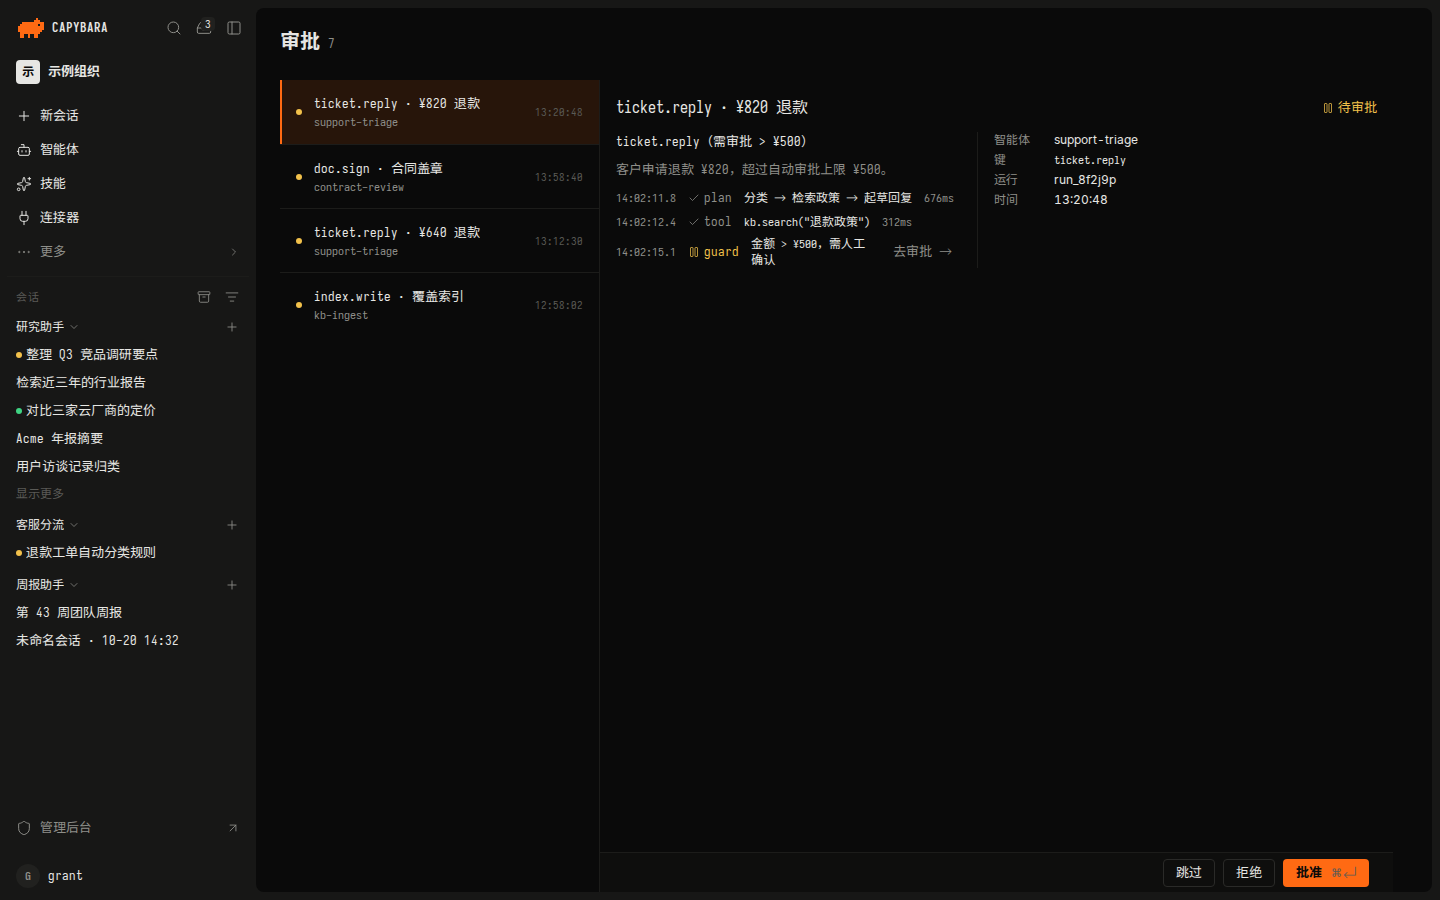 CAPYBARA
3
示 示例组织
新会话
智能体
技能
连接器
更多
会话
研究助手
整理 Q3 竞品调研要点
检索近三年的行业报告
对比三家云厂商的定价
Acme 年报摘要
用户访谈记录归类
显示更多
客服分流
退款工单自动分类规则
周报助手
第 43 周团队周报
未命名会话 · 10-20 14:32
管理后台
G grant
审批 7
ticket.reply · ¥820 退款
support-triage
13:20:48
doc.sign · 合同盖章
contract-review
13:58:40
ticket.reply · ¥640 退款
support-triage
13:12:30
index.write · 覆盖索引
kb-ingest
12:58:02
ticket.reply · ¥820 退款
待审批
ticket.reply（需审批 > ¥500）
客户申请退款 ¥820，超过自动审批上限 ¥500。
14:02:11.8 plan 分类 → 检索政策 → 起草回复 676ms
14:02:12.4 tool kb.search("退款政策") 312ms
14:02:15.1 guard 金额 > ¥500，需人工
确认
去审批 →
智能体 support-triage
键 ticket.reply
运行 run_8f2j9p
时间 13:20:48
跳过
拒绝
批准 ⌘↵